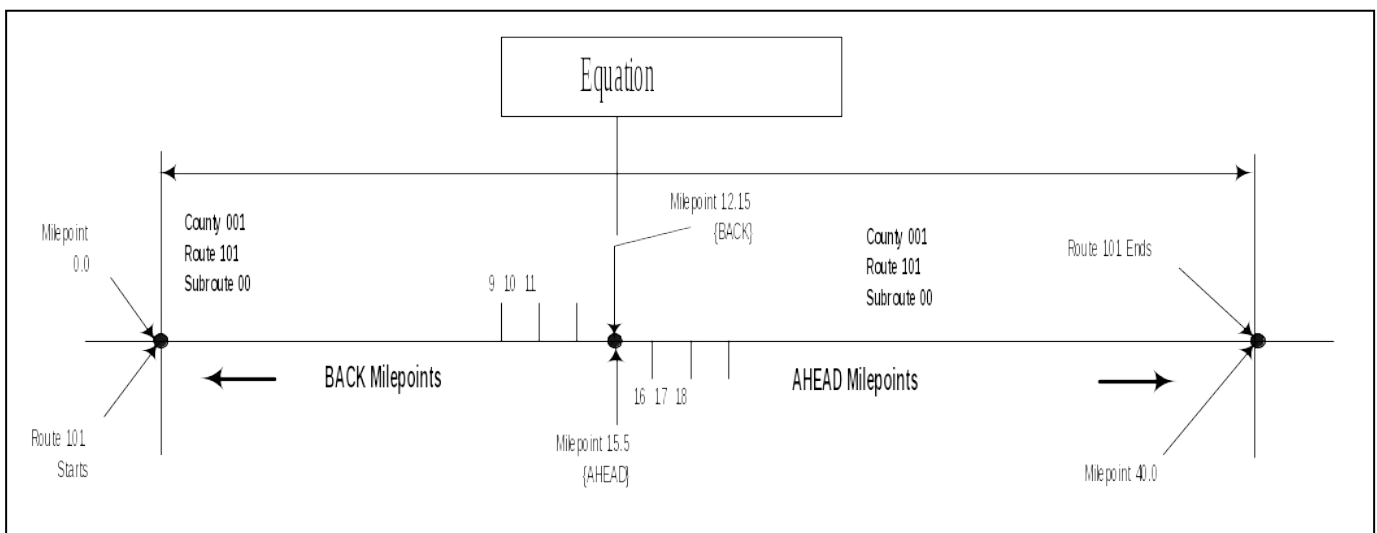 Equation
Milepoint 12.15
{BACK}
Milepoint
0.0
County 001
Route 101
Subroute 00
County 001
Route 101
Subroute 00
Route 101 Ends
9 10 11
BACK Milepoints
AHEAD Milepoints
16 17 18
Route 101
Starts
Milepoint 15.5
{AHEAD}
Milepoint 40.0